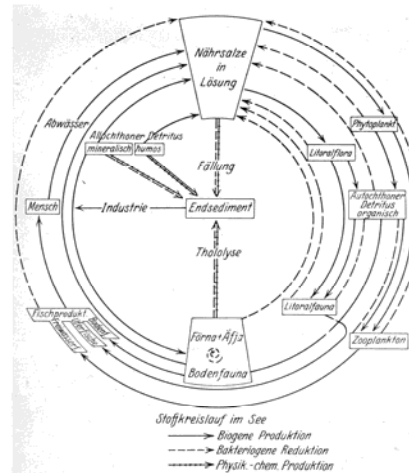 Nährsalze
in
Lösung
Abwässer
Phytoplankt
Allochthoner Detritus
mineralisch humos
Litoralflora
Fällung
Autochthoner
Detritus
organisch
Mensch
Industrie
Endsediment
Tholalyse
Litoralfauna
Fischprodukt
Förna+Äfja
Bodenfauna
Zooplankton
Stoffkreislauf im See
Biogene Produktion
Bakteriogene Reduktion
Physik.-chem. Produktion